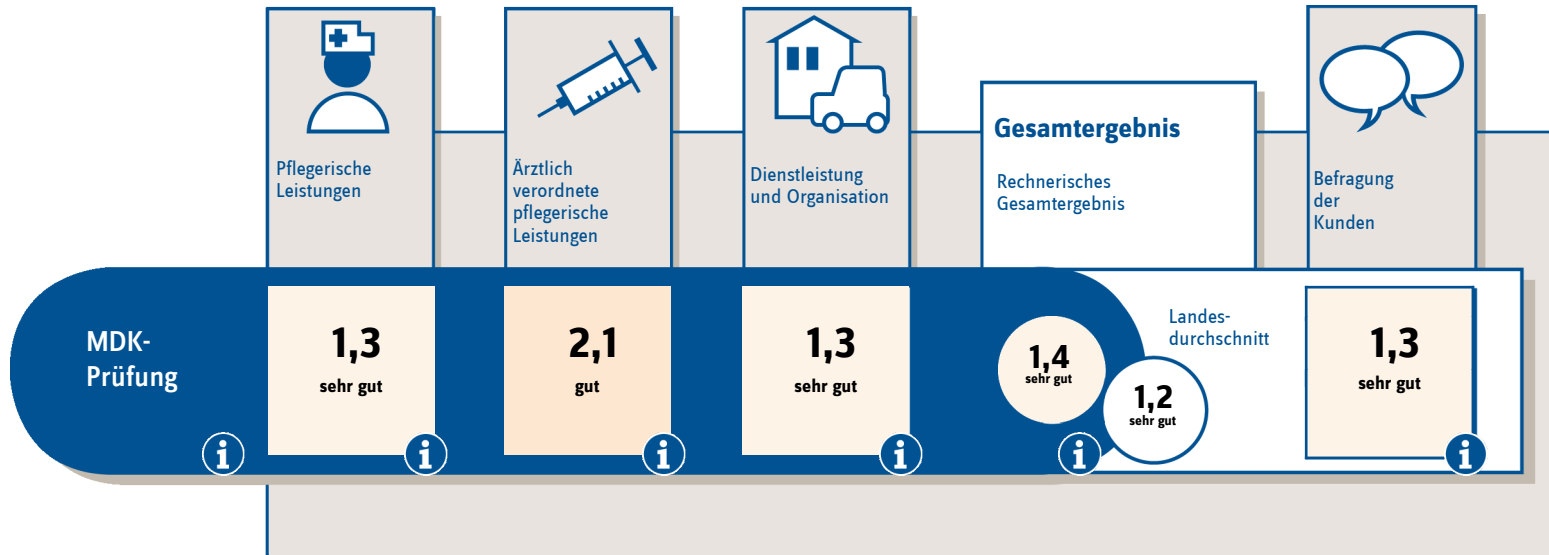 Pflegerische
Leistungen
Ärztlich
verordnete
pflegerische
Leistungen
Dienstleistung
und Organisation
Gesamtergebnis
Rechnerisches
Gesamtergebnis
Befragung
der
Kunden
MDK-
Prüfung
1,3
sehr gut
2,1
gut
1,3
sehr gut
1,4
sehr gut
Landes-
durchschnitt
1,2
sehr gut
1,3
sehr gut
i
i
i
i
i
i